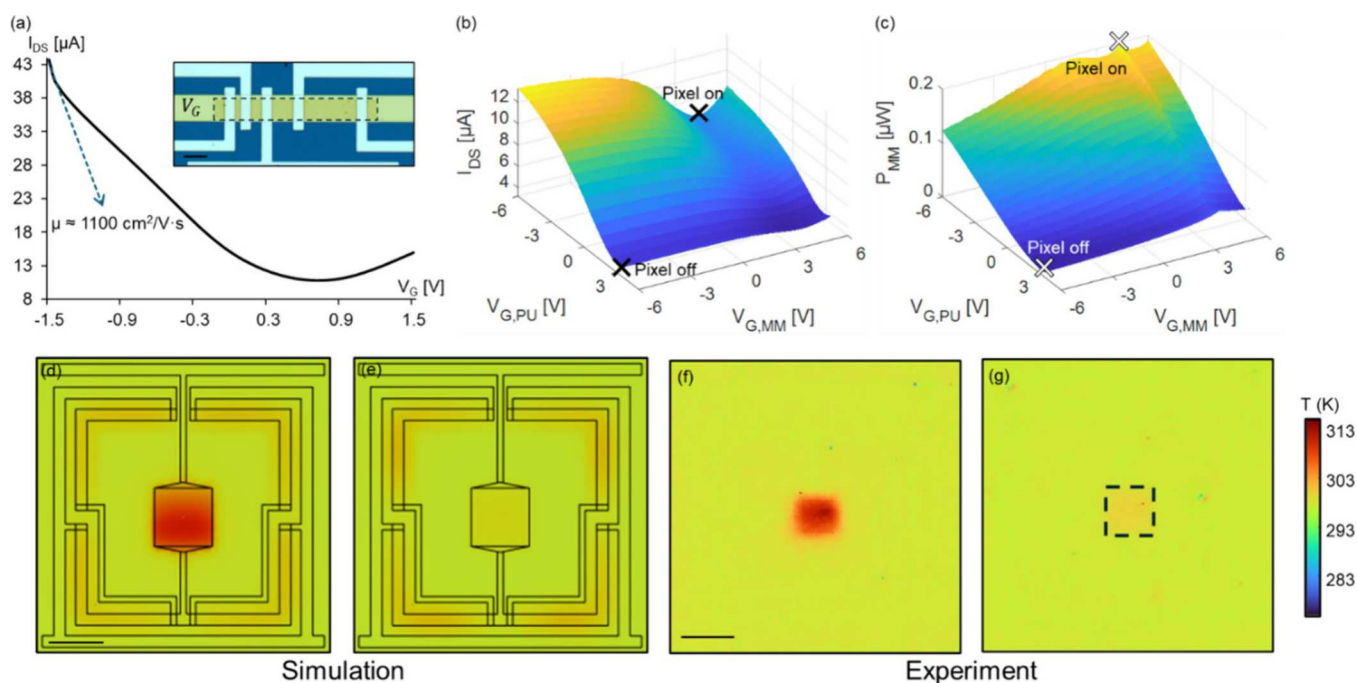 (a)
I_DS [µA]
43
38
33
28
23
18
13
8
V_G
µ ≈ 1100 cm²/V·s
V_G [V]
-1.5 -0.9 -0.3 0.3 0.9 1.5
(b)
I_DS [µA]
12
10
8
6
4
Pixel on
Pixel off
-6
-3
0
3
V_G,PU [V]
-6
-3
0
3
6
V_G,MM [V]
(c)
P_MM [µW]
0.2
0.1
0
Pixel on
Pixel off
-6
-3
0
3
V_G,PU [V]
-6
-3
0
3
6
V_G,MM [V]
(d)
(e)
(f)
(g)
T (K)
313
303
293
283
Simulation
Experiment